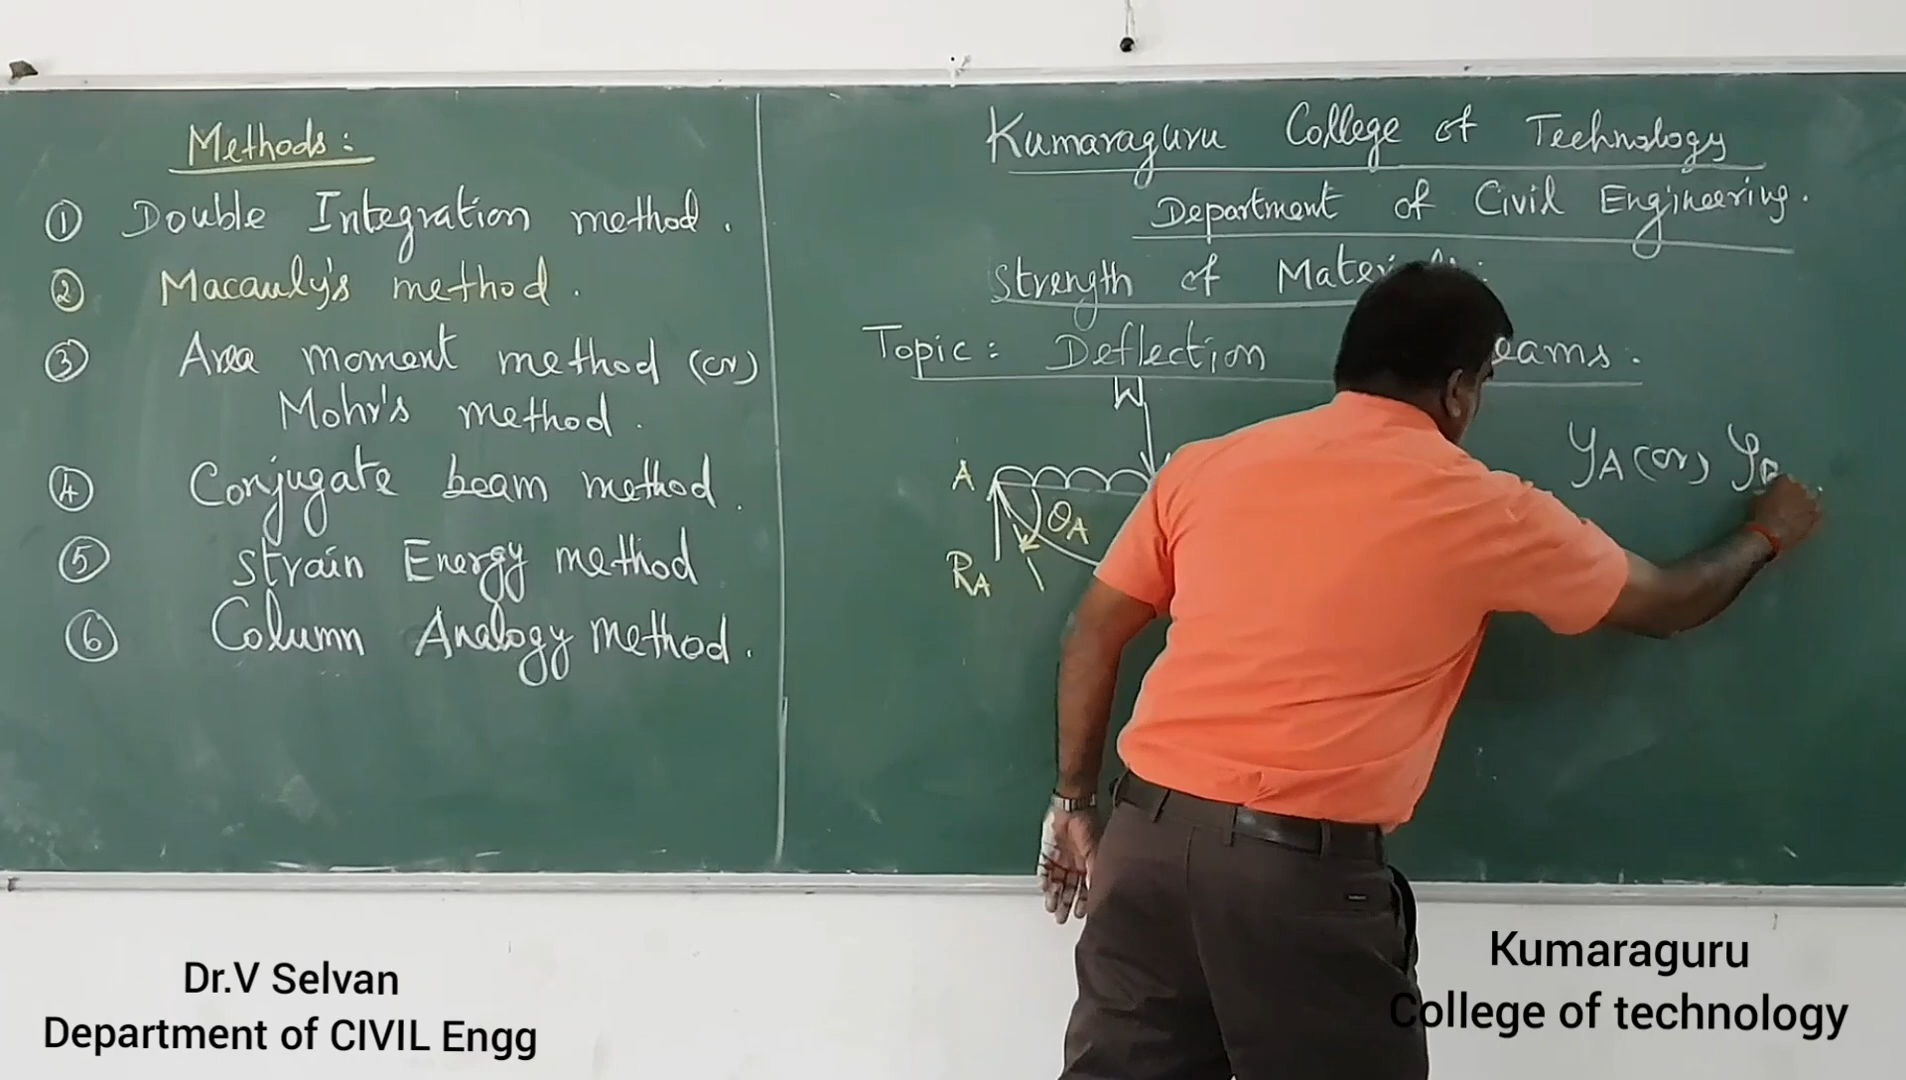 Methods:
① Double Integration method.
② Macauly's method.
③ Area moment method (or)
Mohr's method.
④ Conjugate beam method.
⑤ Strain Energy method
⑥ Column Analogy method.
Kumaraguru College of Technology
Department of Civil Engineering.
Strength of
Topic: Deflection
W
A
θA
RA
yA (or) yB
Dr.V Selvan
Department of CIVIL Engg
Kumaraguru
College of technology